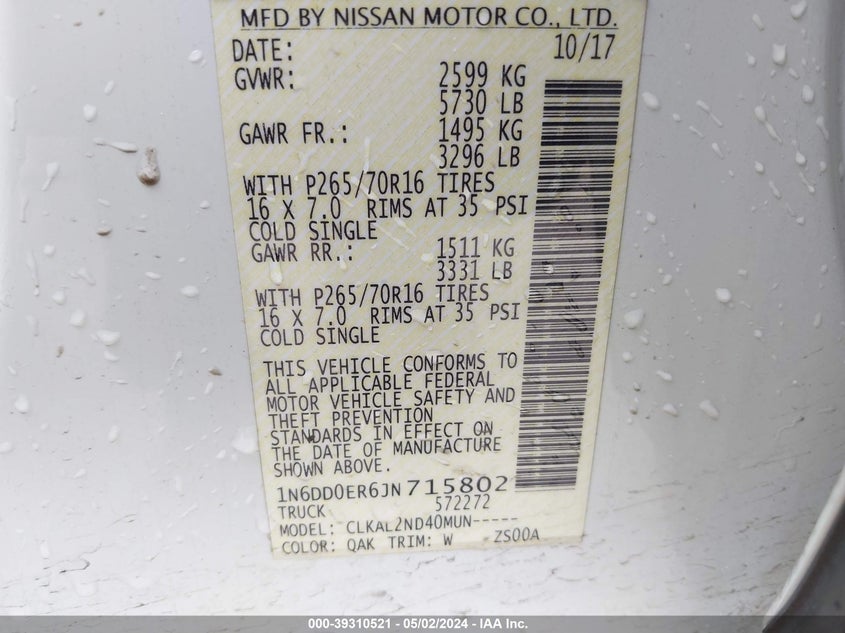 MFD BY NISSAN MOTOR CO., LTD.
DATE: 10/17
GVWR: 2599 KG
5730 LB
GAWR FR.: 1495 KG
3296 LB
WITH P265/70R16 TIRES
16 X 7.0 RIMS AT 35 PSI
COLD SINGLE
GAWR RR.: 1511 KG
3331 LB
WITH P265/70R16 TIRES
16 X 7.0 RIMS AT 35 PSI
COLD SINGLE
THIS VEHICLE CONFORMS TO
ALL APPLICABLE FEDERAL
MOTOR VEHICLE SAFETY AND
THEFT PREVENTION
STANDARDS IN EFFECT ON
THE DATE OF MANUFACTURE
SHOWN ABOVE.
1N6DD0ER6JN715802
TRUCK 572272
MODEL: CLKAL2ND40MUN-----
COLOR: QAK TRIM: W ZS00A
000-39310521 - 05/02/2024 - IAA Inc.